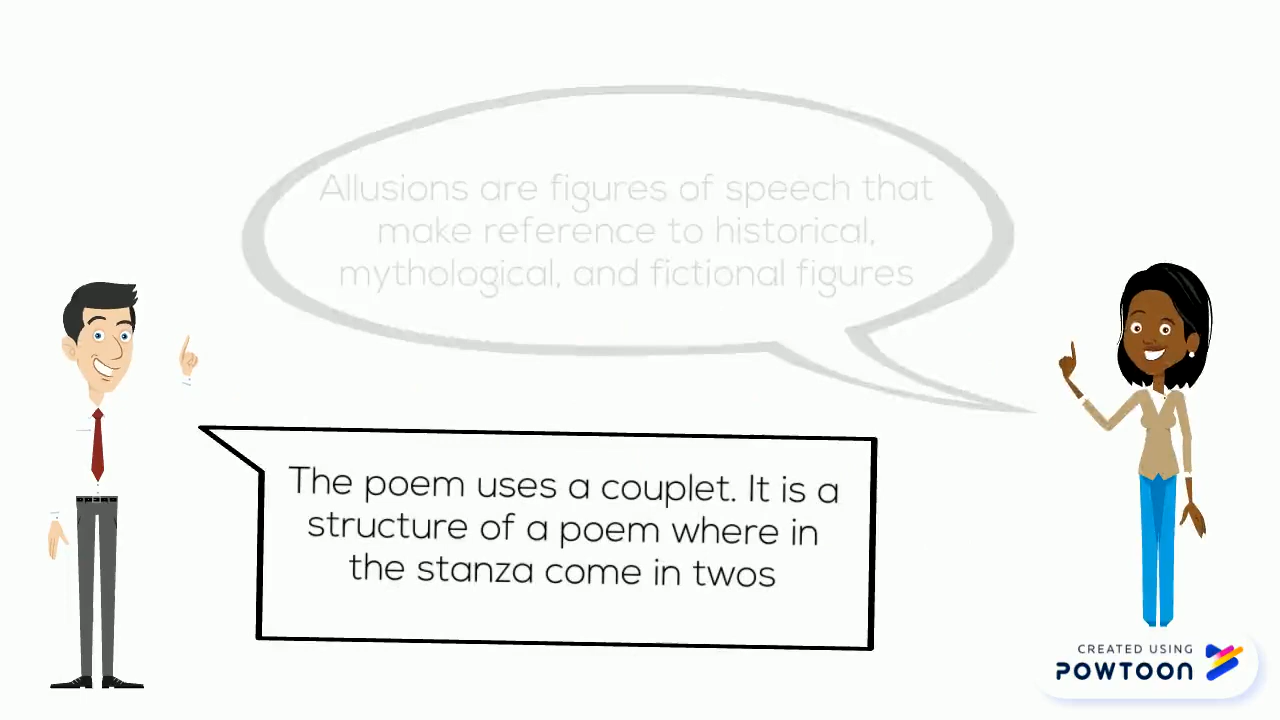 Allusions are figures of speech that
make reference to historical,
mythological, and fictional figures
The poem uses a couplet. It is a
structure of a poem where in
the stanza come in twos
CREATED USING
POWTOON